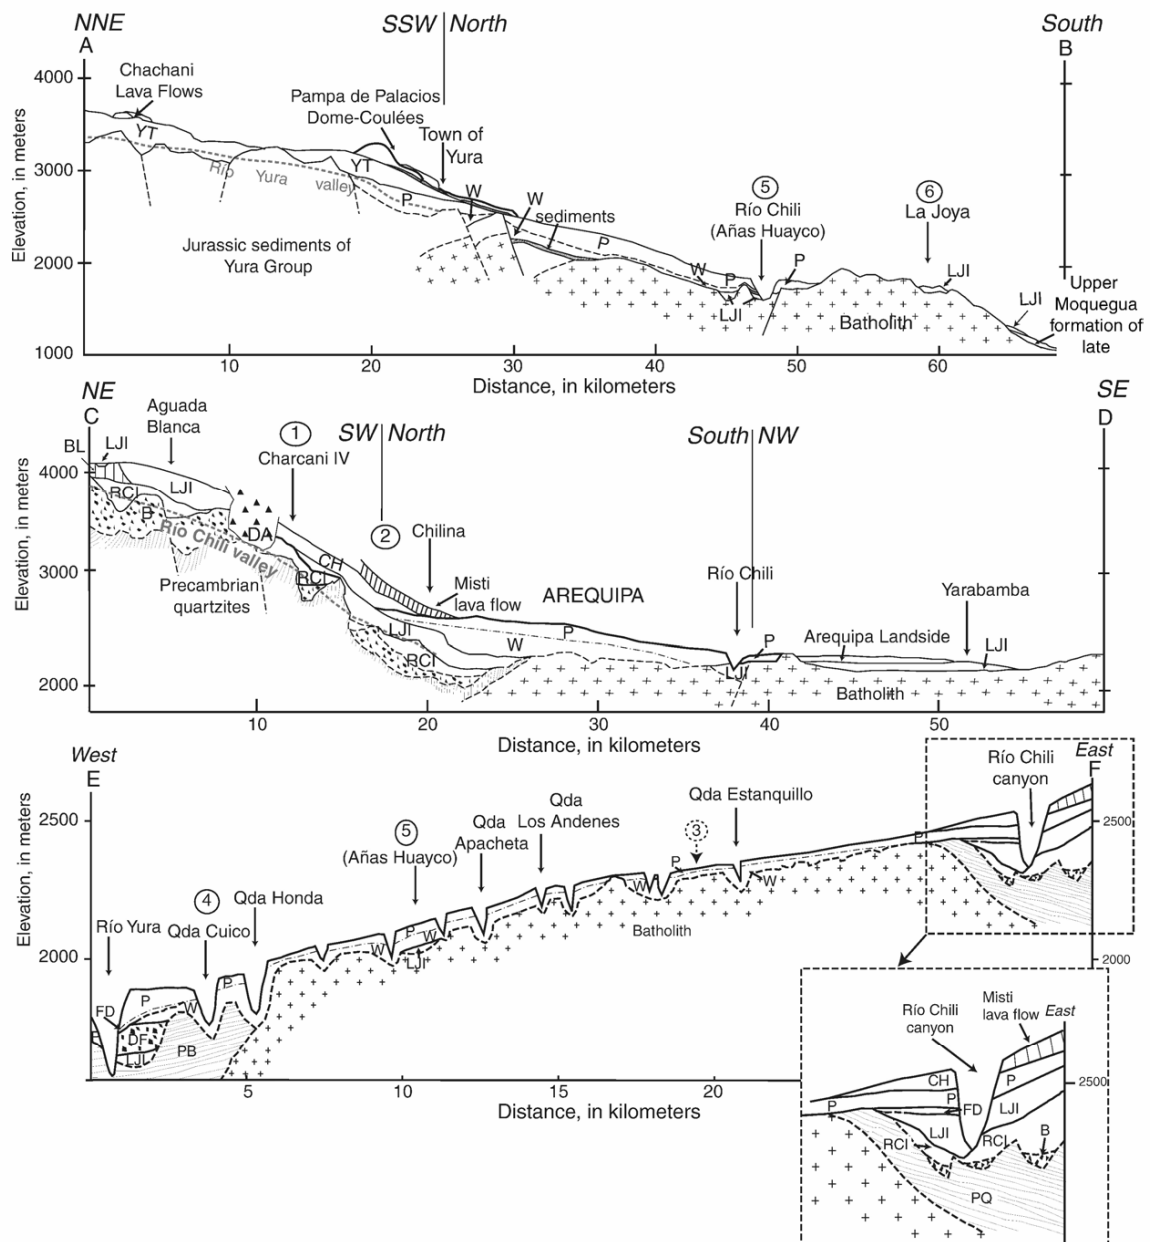 NNE
SSW
North
South
A
B
Chachani
Lava Flows
Pampa de Palacios
Dome-Coulées
Town of
Yura
4000
3000
2000
1000
Elevation, in meters
YT
Río
Yura
valley
YT
P
W
W
sediments
P
Jurassic sediments of
Yura Group
5
Río Chili
(Añas Huayco)
6
La Joya
W
P
P
LJI
LJI
LJI
Batholith
Upper
Moquegua
formation of
late
10
20
30
40
50
60
Distance, in kilometers
NE
SW
North
South
NW
SE
C
D
BL
LJI
Aguada
Blanca
1
Charcani IV
2
Chilina
4000
3000
2000
Elevation, in meters
RCI
B
LJI
DA
Río Chili valley
CH
RCI
Precambrian
quartzites
Misti
lava flow
AREQUIPA
LJI
RCI
W
P
Río Chili
P
LJI
Arequipa Landside
Yarabamba
LJI
Batholith
10
20
30
40
50
Distance, in kilometers
West
East
E
F
2500
2000
Elevation, in meters
Río Yura
4
Qda Cuico
Qda Honda
5
(Añas Huayco)
Qda
Apacheta
Qda
Los Andenes
3
Qda Estanquillo
Río Chili
canyon
2500
2000
FD
P
W
P
DF
LJI
PB
W
P
W
LJI
W
P
W
P
Batholith
5
10
15
20
Distance, in kilometers
Río Chili
canyon
Misti
lava flow
East
2500
CH
P
P
P
FD
LJI
LJI
RCI
RCI
B
PQ